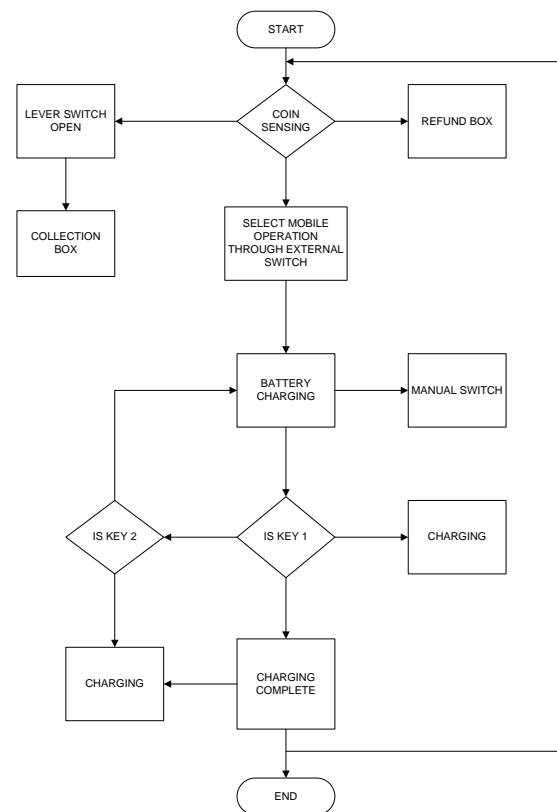 START
LEVER SWITCH
OPEN
COIN
SENSING
REFUND BOX
COLLECTION
BOX
SELECT MOBILE
OPERATION
THROUGH EXTERNAL
SWITCH
BATTERY
CHARGING
MANUAL SWITCH
IS KEY 2
IS KEY 1
CHARGING
CHARGING
CHARGING
COMPLETE
END